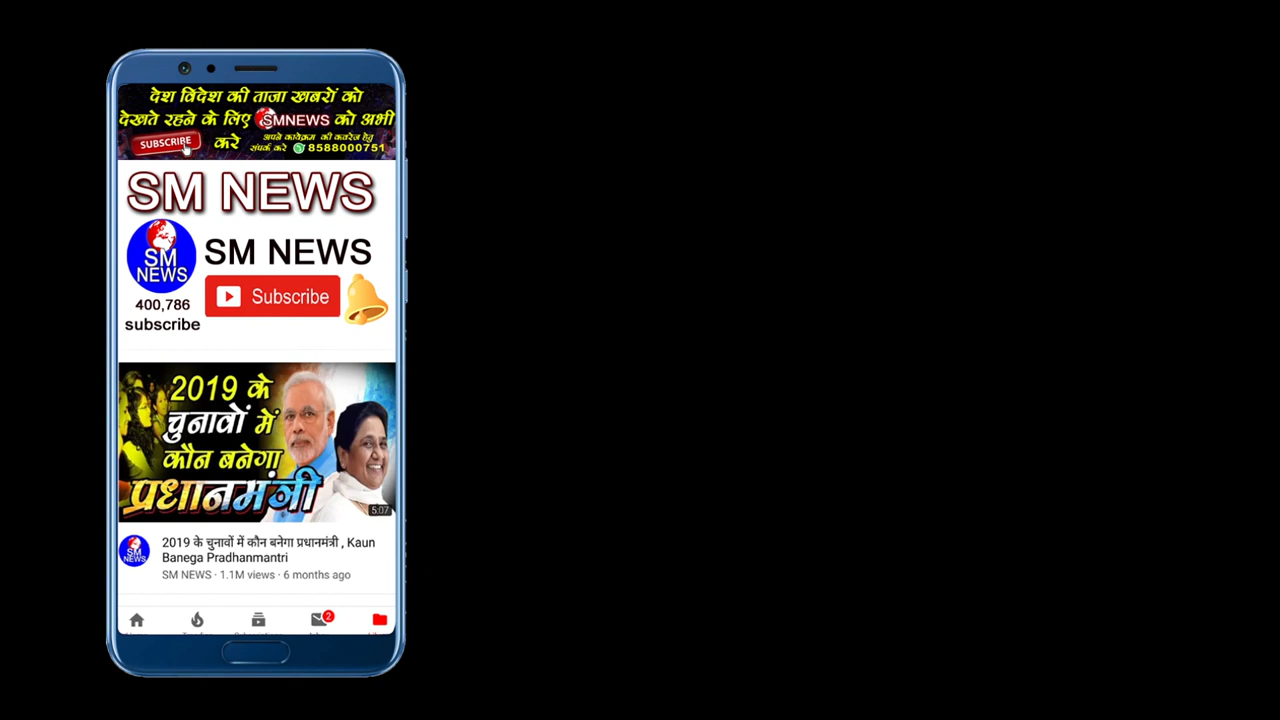 देश विदेश की ताजा खबरों को
देखते रहने के लिए SMNEWS को अभी
SUBSCRIBE करे
अपने कार्यक्रम की कवरेज हेतु
संपर्क करे 8588000751
SM NEWS
SM
NEWS
SM NEWS
Subscribe
400,786
subscribe
2019 के
चुनावों में
कौन बनेगा
प्रधानमंत्री
5:07
SM
NEWS
2019 के चुनावों में कौन बनेगा प्रधानमंत्री , Kaun
Banega Pradhanmantri
SM NEWS · 1.1M views · 6 months ago
2